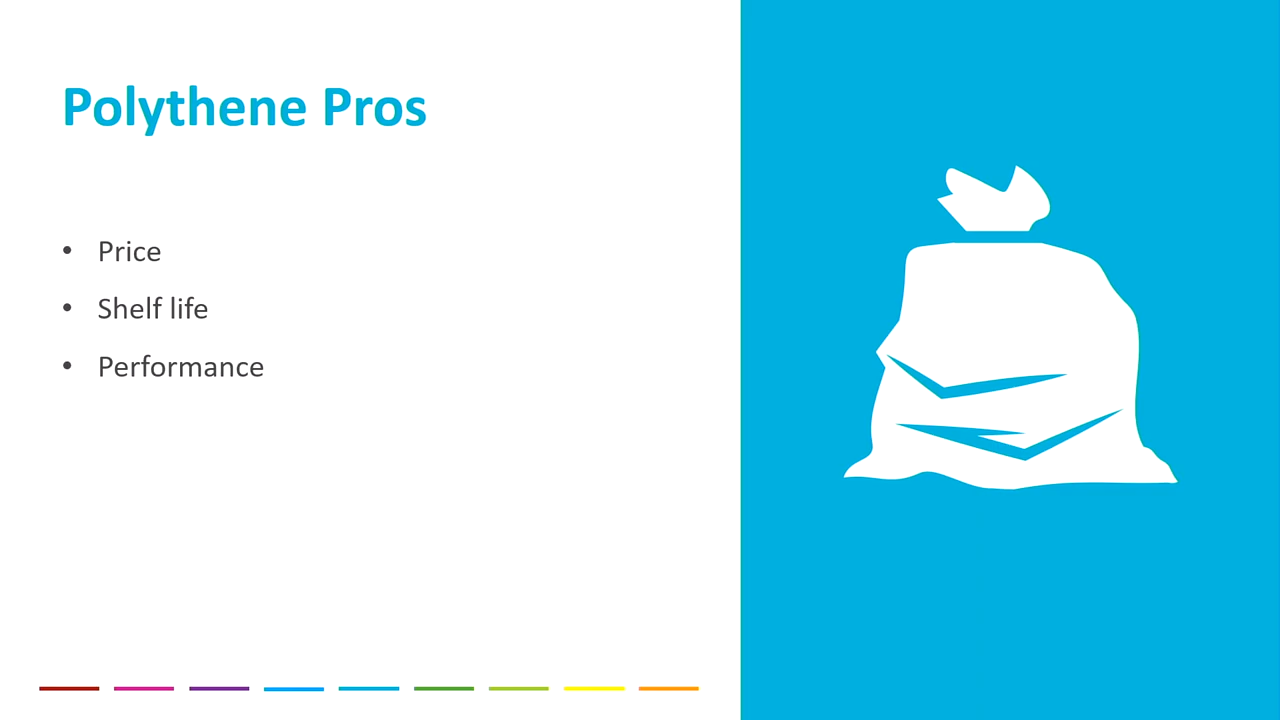 Polythene Pros
• Price
• Shelf life
• Performance